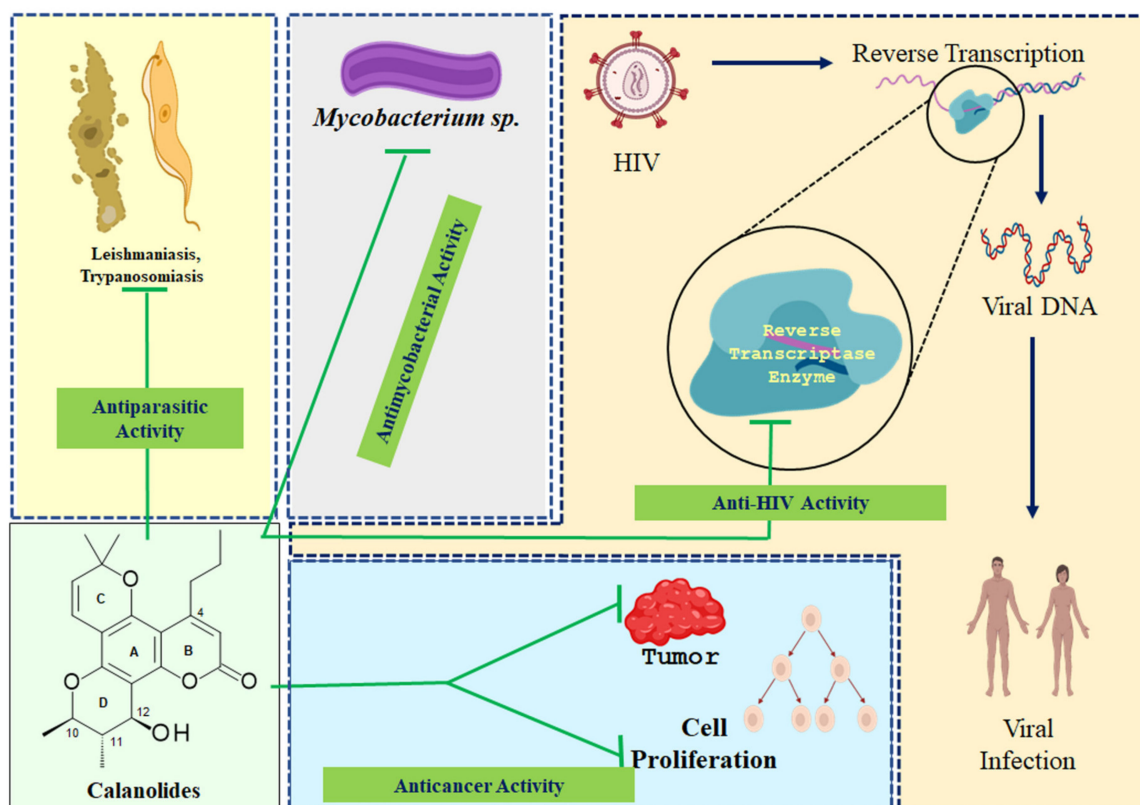 Leishmaniasis,
Trypanosomiasis
Antiparasitic
Activity
Mycobacterium sp.
Antimycobacterial Activity
HIV
Reverse Transcription
Viral DNA
Reverse
Transcriptase
Enzyme
Anti-HIV Activity
Viral
Infection
O
C
4
A
B
O
O
O
D
12
10
11
OH
Calanolides
Tumor
Cell
Proliferation
Anticancer Activity